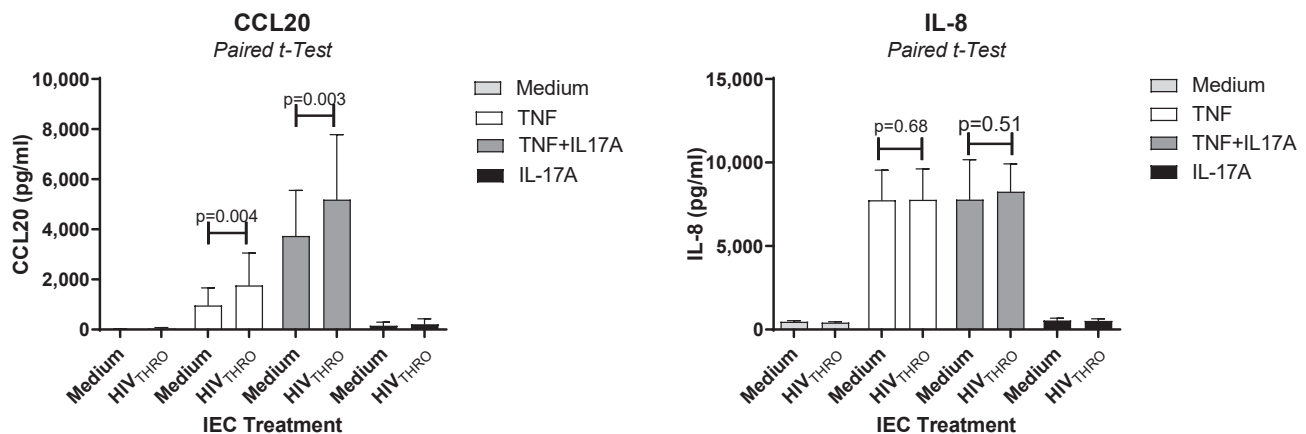 CCL20
Paired t-Test
10,000
8,000
6,000
4,000
2,000
0
CCL20 (pg/ml)
p=0.004
p=0.003
Medium
HIVTHRO
Medium
HIVTHRO
Medium
HIVTHRO
Medium
HIVTHRO
IEC Treatment
Medium
TNF
TNF+IL17A
IL-17A
IL-8
Paired t-Test
15,000
10,000
5,000
0
IL-8 (pg/ml)
p=0.68
p=0.51
Medium
HIVTHRO
Medium
HIVTHRO
Medium
HIVTHRO
Medium
HIVTHRO
IEC Treatment
Medium
TNF
TNF+IL17A
IL-17A